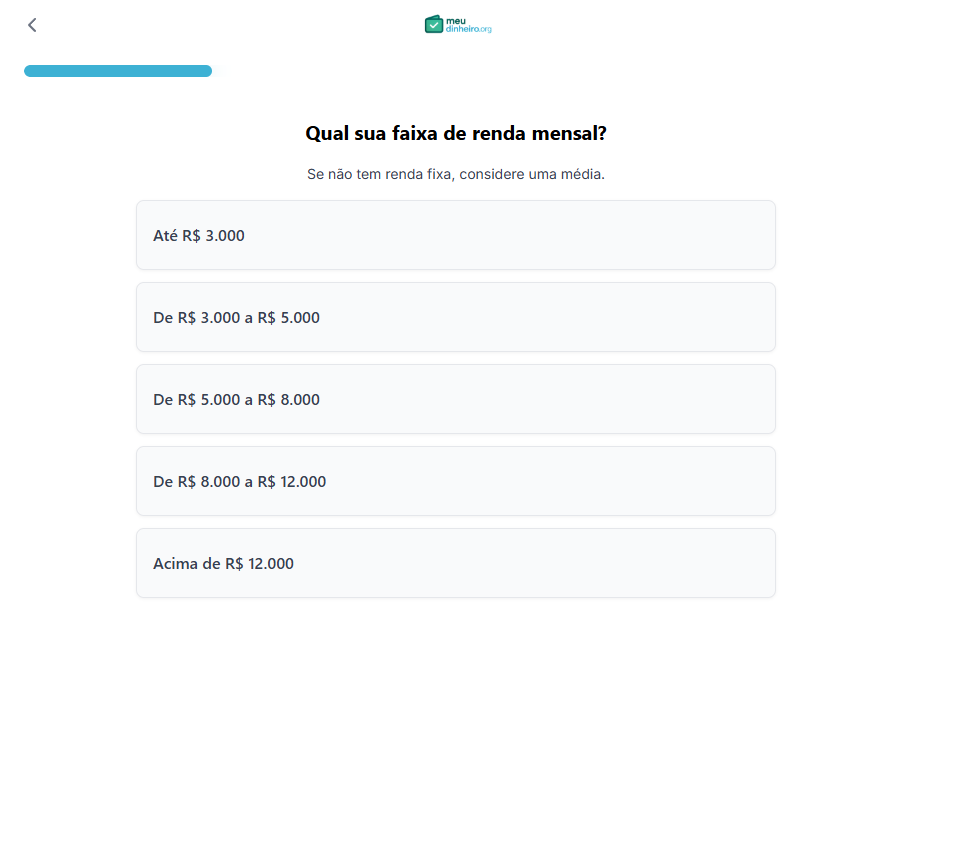 meu
dinheiro.org
Qual sua faixa de renda mensal?
Se não tem renda fixa, considere uma média.
Até R$ 3.000
De R$ 3.000 a R$ 5.000
De R$ 5.000 a R$ 8.000
De R$ 8.000 a R$ 12.000
Acima de R$ 12.000